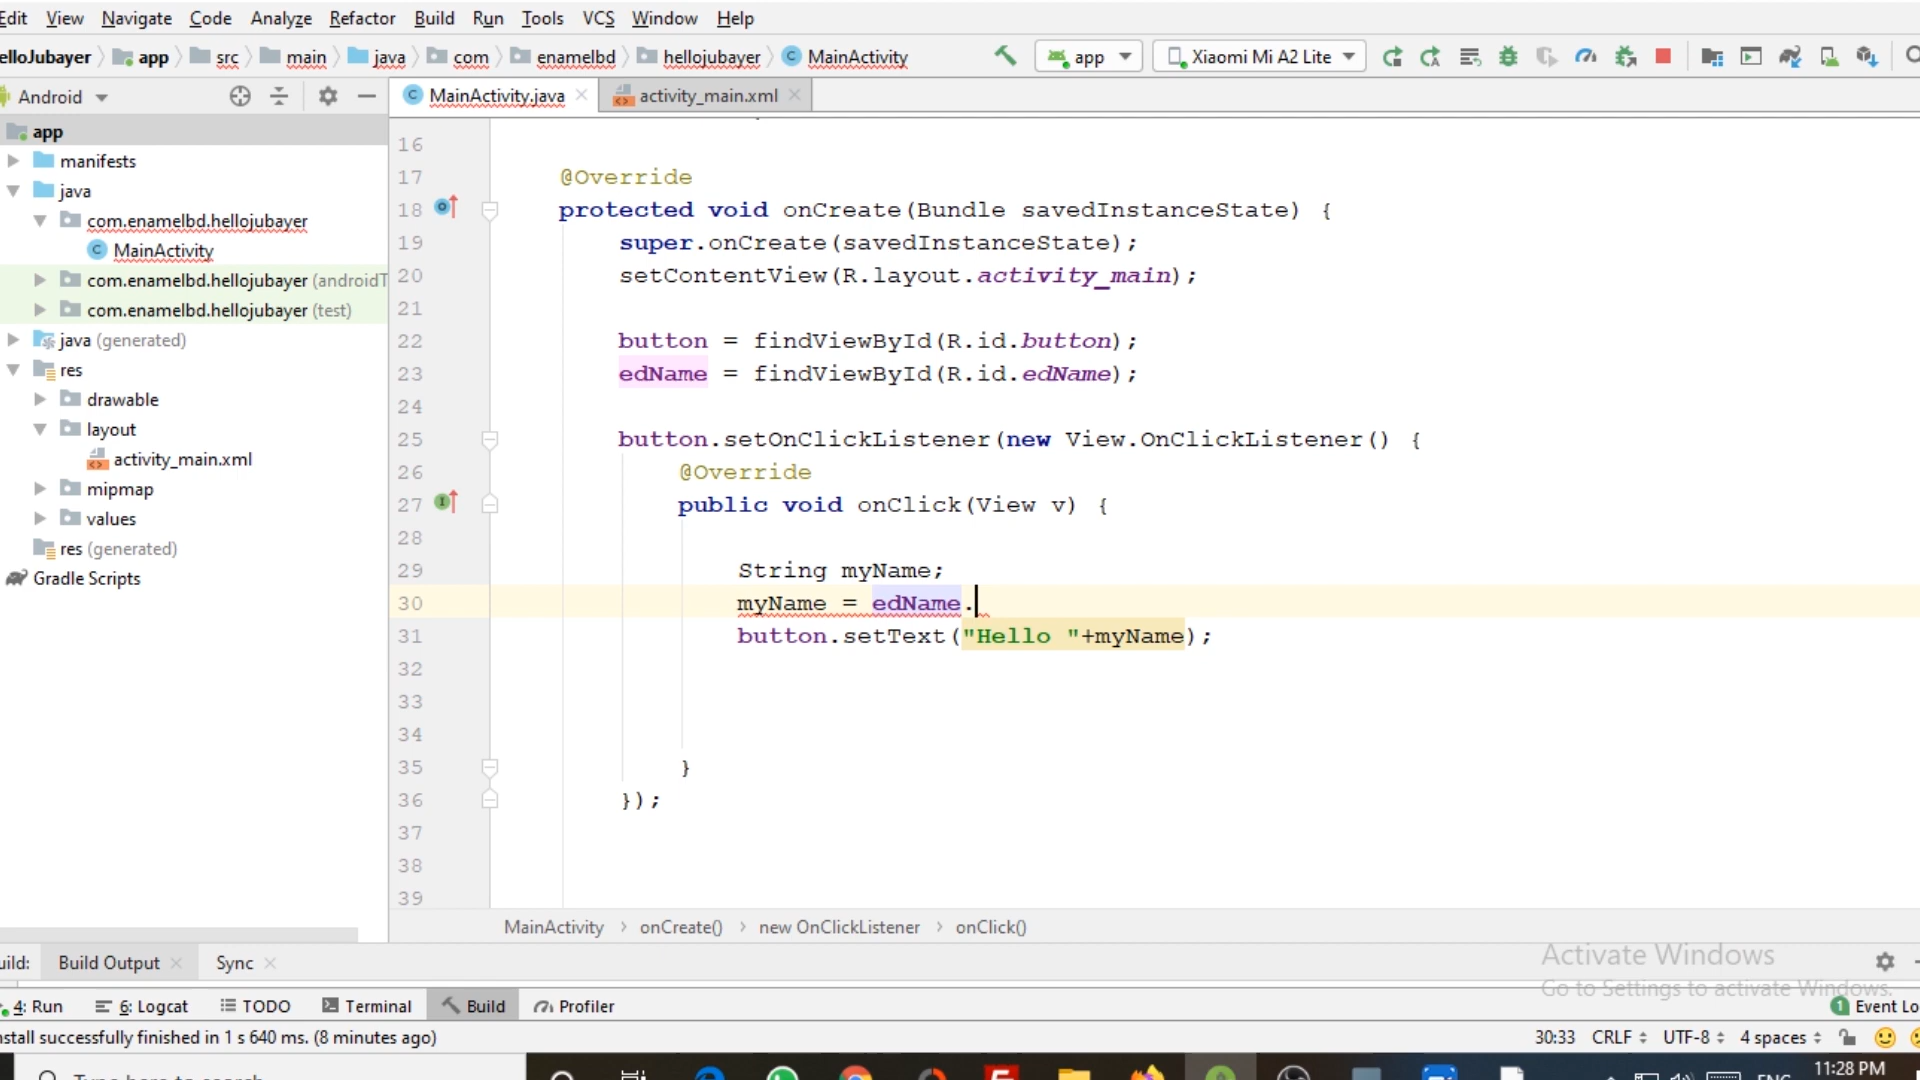 Edit View Navigate Code Analyze Refactor Build Run Tools VCS Window Help
elloJubayer app src main java com enamelbd hellojubayer MainActivity app Xiaomi Mi A2 Lite
Android MainActivity.java activity_main.xml
app
manifests
java
com.enamelbd.hellojubayer
MainActivity
com.enamelbd.hellojubayer (androidT
com.enamelbd.hellojubayer (test)
java (generated)
res
drawable
layout
activity_main.xml
mipmap
values
res (generated)
Gradle Scripts
16
17 @Override
18 protected void onCreate(Bundle savedInstanceState) {
19 super.onCreate(savedInstanceState);
20 setContentView(R.layout.activity_main);
21
22 button = findViewById(R.id.button);
23 edName = findViewById(R.id.edName);
24
25 button.setOnClickListener(new View.OnClickListener() {
26 @Override
27 public void onClick(View v) {
28
29 String myName;
30 myName = edName.
31 button.setText("Hello "+myName);
32
33
34
35 }
36 });
37
38
39
MainActivity > onCreate() > new OnClickListener > onClick()
uild: Build Output Sync
Activate Windows
Go to Settings to activate Windows.
4: Run 6: Logcat TODO Terminal Build Profiler 1 Event Lo
nstall successfully finished in 1 s 640 ms. (8 minutes ago) 30:33 CRLF UTF-8 4 spaces
Type here to search ENG 11:28 PM